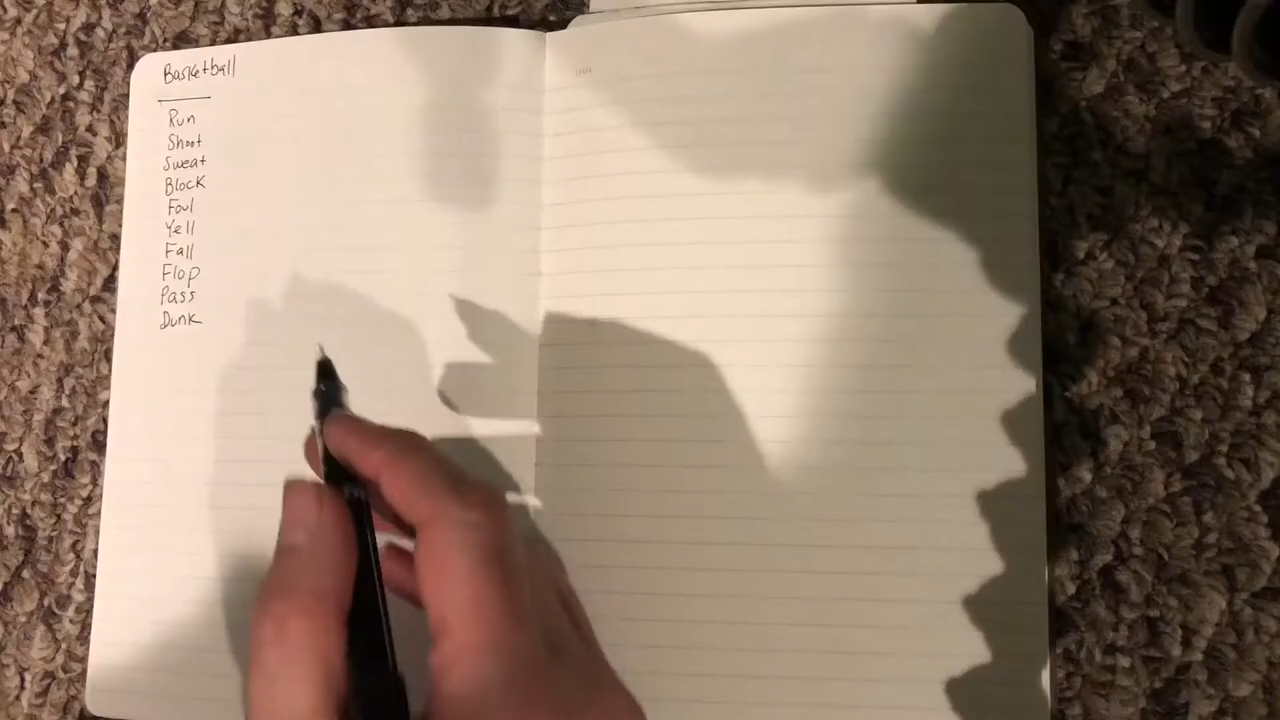 Basketball
Run
Shoot
Sweat
Block
Foul
Yell
Fall
Flop
Pass
Dunk